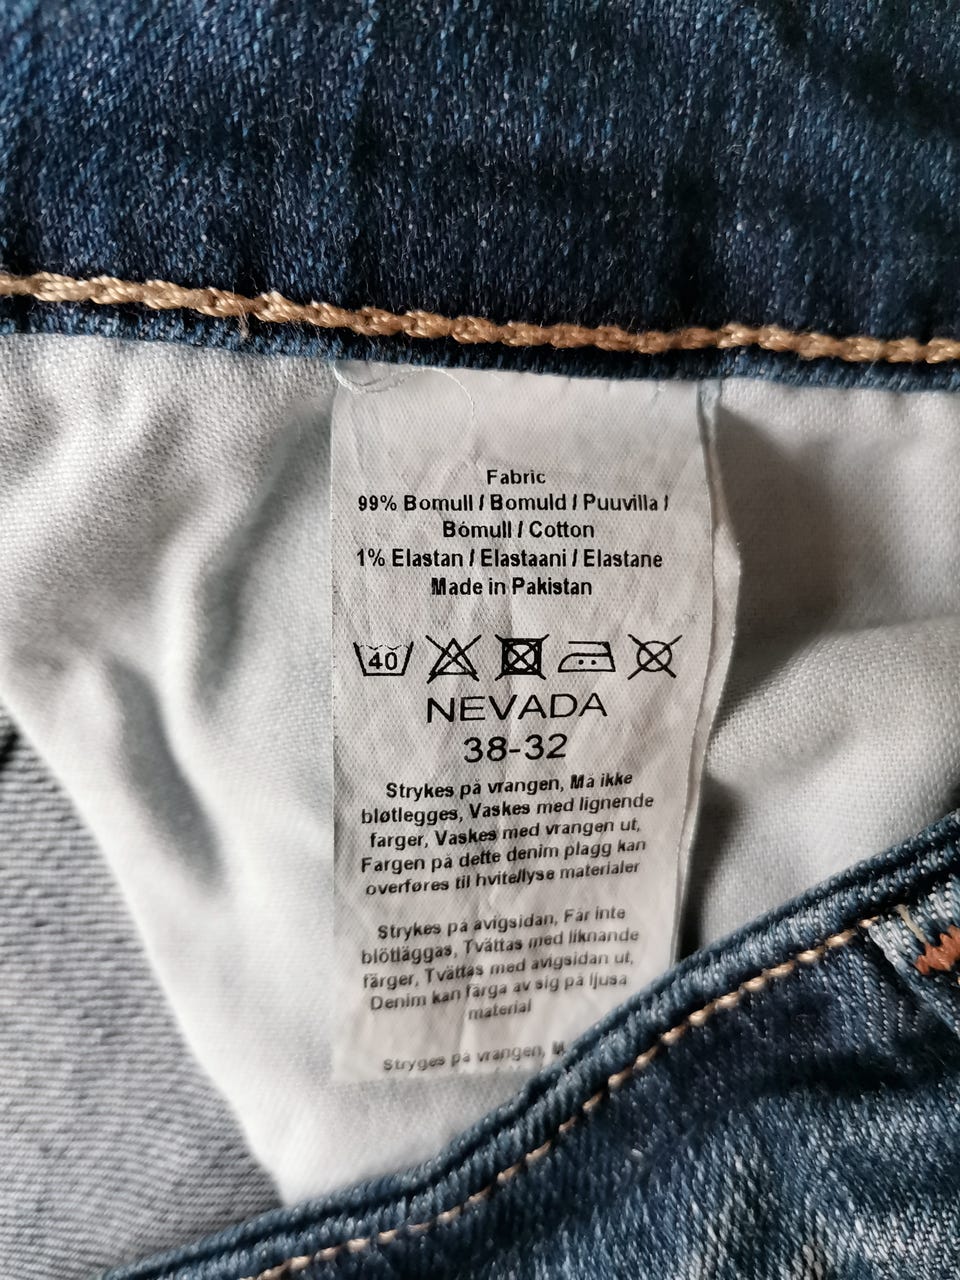 Fabric
99% Bomull / Bomuld / Puuvilla /
Bómull / Cotton
1% Elastan / Elastaani / Elastane
Made in Pakistan
40
NEVADA
38-32
Strykes på vrangen, Må ikke
bløtlegges, Vaskes med lignende
farger, Vaskes med vrangen ut,
Fargen på dette denim plagg kan
overføres til hvite/lyse materialer
Strykes på avigsidan, Får inte
blötläggas, Tvättas med liknande
färger, Tvättas med avigsidan ut,
Denim kan färga av sig på ljusa
material
Stryges på vrangen,